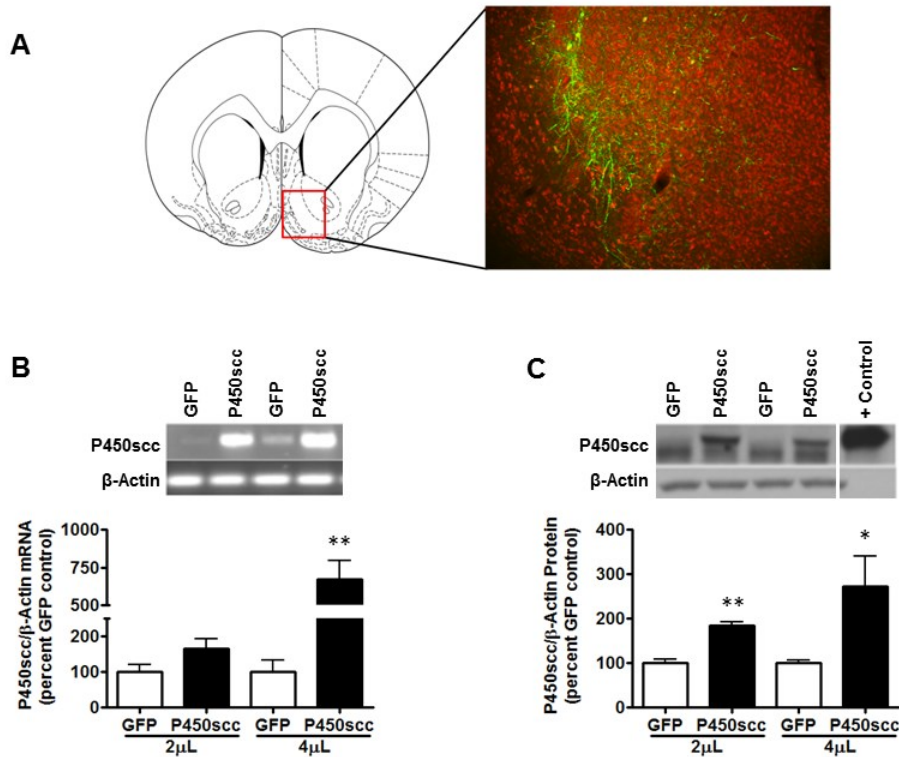 A
B
GFP
P450scc
GFP
P450scc
P450scc
β-Actin
P450scc/β-Actin mRNA
(percent GFP control)
1000
750
500
200
100
0
**
GFP P450scc GFP P450scc
2μL 4μL
C
GFP
P450scc
GFP
P450scc
+ Control
P450scc
β-Actin
P450scc/β-Actin Protein
(percent GFP control)
400
300
200
100
0
**
*
GFP P450scc GFP P450scc
2μL 4μL